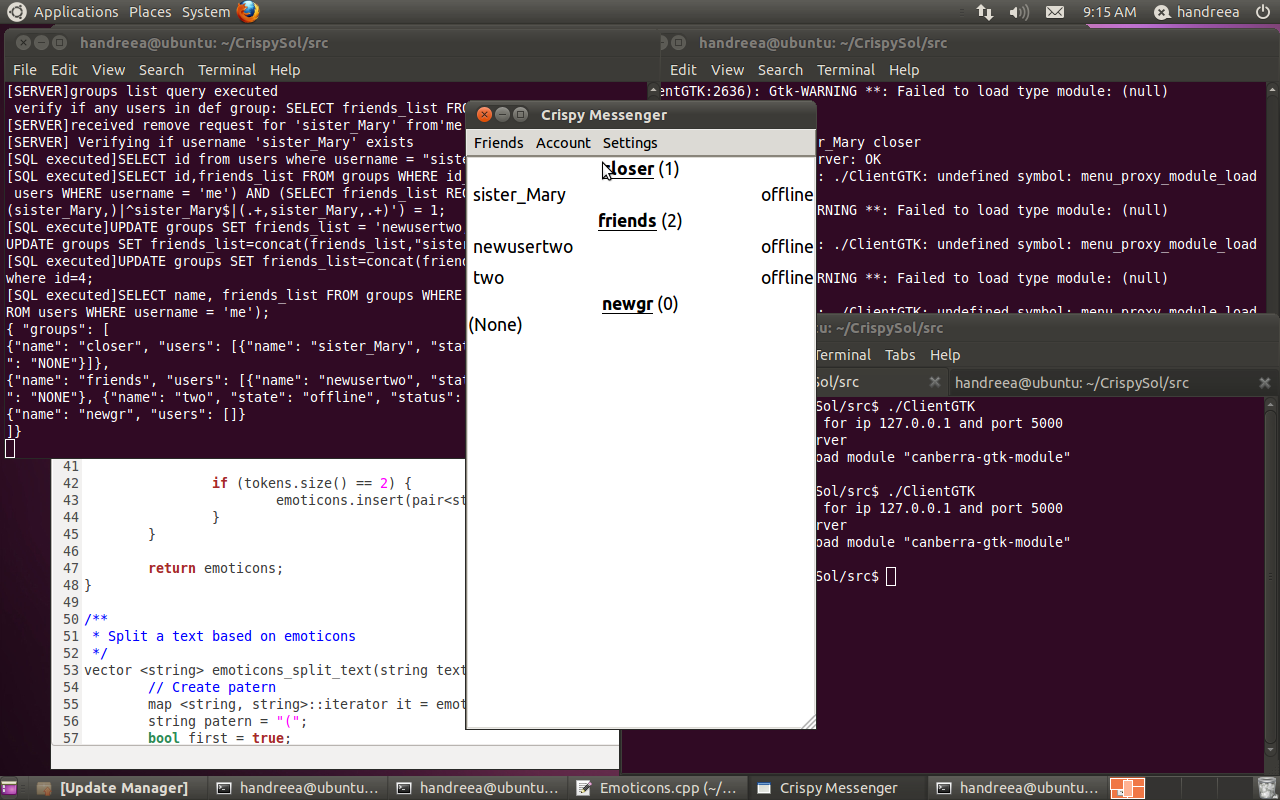 Applications Places System 9:15 AM handreea
handreea@ubuntu: ~/CrispySol/src
File Edit View Search Terminal Help
[SERVER]groups list query executed
verify if any users in def group: SELECT friends_list FRO
[SERVER]received remove request for 'sister_Mary' from'me
[SERVER] Verifying if username 'sister_Mary' exists
[SQL executed]SELECT id from users where username = "siste
[SQL executed]SELECT id,friends_list FROM groups WHERE id_
users WHERE username = 'me') AND (SELECT friends_list REG
(sister_Mary,)|^sister_Mary$|(.+,sister_Mary,.+)') = 1;
[SQL execute]UPDATE groups SET friends_list = 'newusertwo,
UPDATE groups SET friends_list=concat(friends_list,"sister
[SQL executed]UPDATE groups SET friends_list=concat(friend
where id=4;
[SQL executed]SELECT name, friends_list FROM groups WHERE
ROM users WHERE username = 'me');
{ "groups": [
{"name": "closer", "users": [{"name": "sister_Mary", "stat
": "NONE"}]},
{"name": "friends", "users": [{"name": "newusertwo", "stat
": "NONE"}, {"name": "two", "state": "offline", "status":
{"name": "newgr", "users": []}
]}
handreea@ubuntu: ~/CrispySol/src
Edit View Search Terminal Help
entGTK:2636): Gtk-WARNING **: Failed to load type module: (null)
r_Mary closer
rver: OK
: ./ClientGTK: undefined symbol: menu_proxy_module_load
RNING **: Failed to load type module: (null)
: ./ClientGTK: undefined symbol: menu_proxy_module_load
RNING **: Failed to load type module: (null)
: ./ClientGTK: undefined symbol: menu_proxy_module_load
Crispy Messenger
Friends Account Settings
closer (1)
sister_Mary offline
friends (2)
newusertwo offline
two offline
newgr (0)
(None)
tu: ~/CrispySol/src
Terminal Tabs Help
Sol/src handreea@ubuntu: ~/CrispySol/src
Sol/src$ ./ClientGTK
for ip 127.0.0.1 and port 5000
rver
oad module "canberra-gtk-module"
Sol/src$ ./ClientGTK
for ip 127.0.0.1 and port 5000
rver
oad module "canberra-gtk-module"
Sol/src$
41
42 if (tokens.size() == 2) {
43 emoticons.insert(pair<st
44 }
45 }
46
47 return emoticons;
48 }
49
50 /**
51 * Split a text based on emoticons
52 */
53 vector <string> emoticons_split_text(string text
54 // Create patern
55 map <string, string>::iterator it = emot
56 string patern = "(";
57 bool first = true;
[Update Manager] handreea@ubuntu:... handreea@ubuntu:... Emoticons.cpp (~/... Crispy Messenger handreea@ubuntu:...